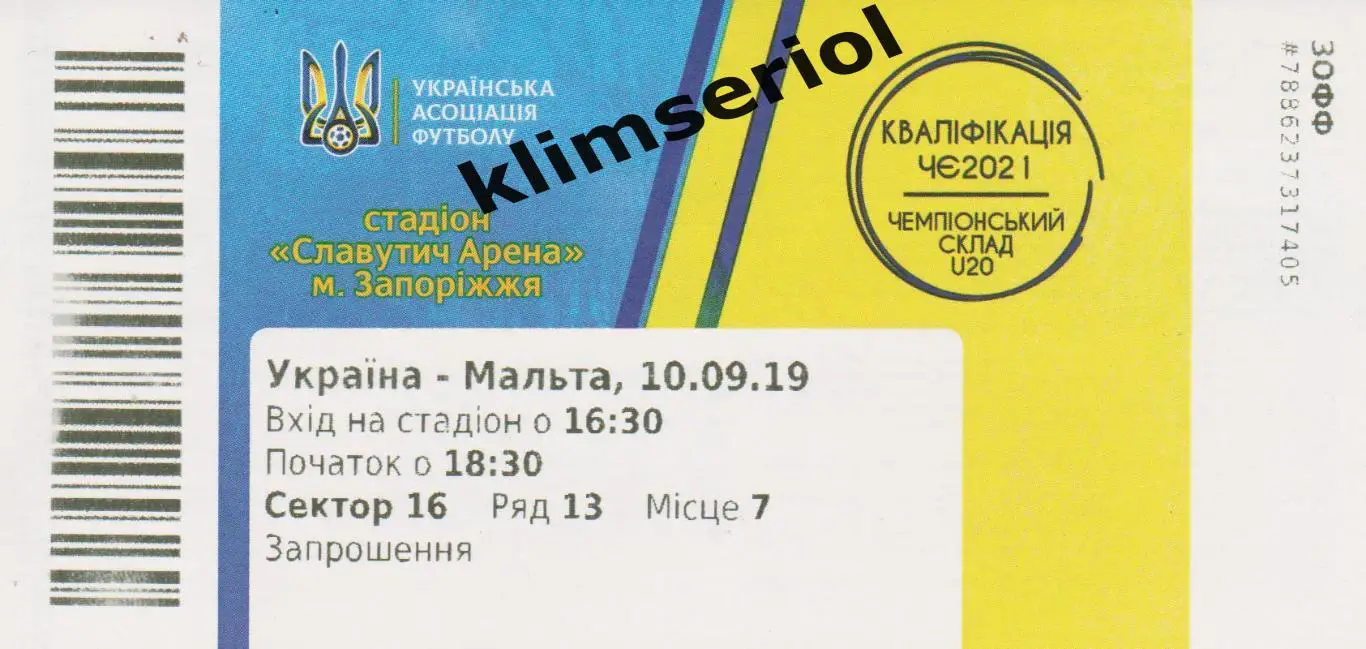 УКРАЇНСЬКА
АСОЦІАЦІЯ
ФУТБОЛУ
klimseriol
стадіон
«Славутич Арена»
м. Запоріжжя
КВАЛІФІКАЦІЯ
ЧЄ2021
ЧЕМПІОНСЬКИЙ
СКЛАД
U20
Україна - Мальта, 10.09.19
Вхід на стадіон о 16:30
Початок о 18:30
Сектор 16 Ряд 13 Місце 7
Запрошення
ЗОФФ
#7886237317405